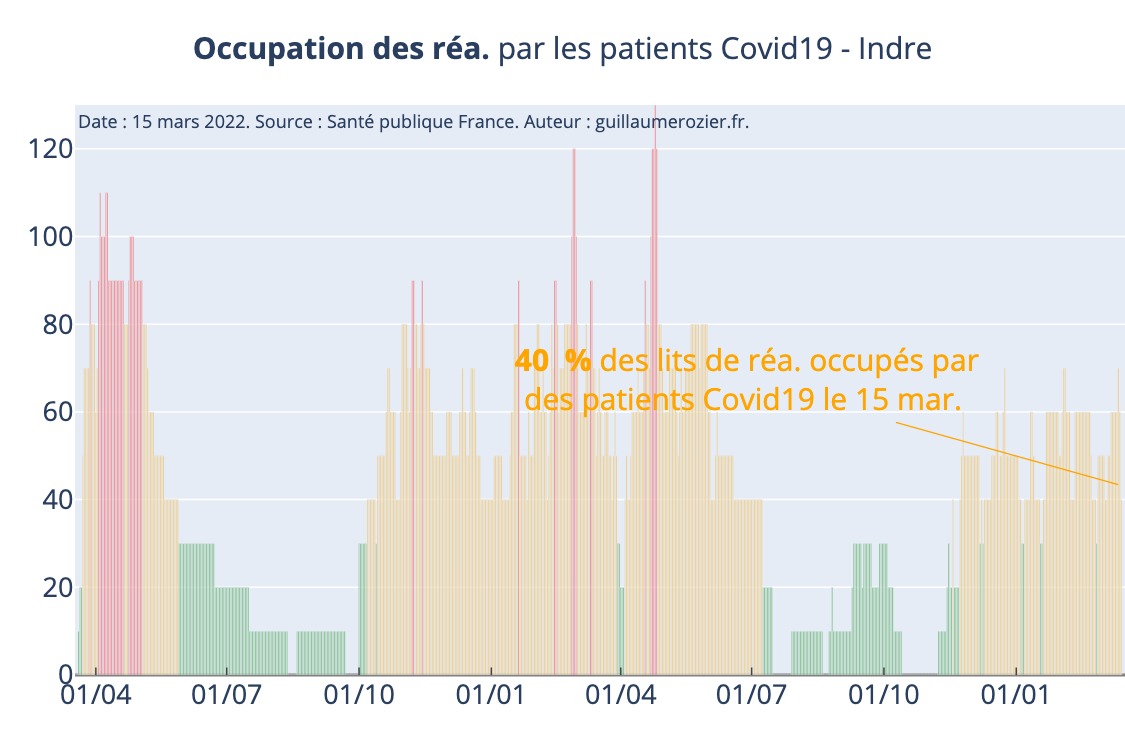 Occupation des réa. par les patients Covid19 - Indre
Date : 15 mars 2022. Source : Santé publique France. Auteur : guillaumerozier.fr.
120
100
80
60
40
20
0
40 % des lits de réa. occupés par
des patients Covid19 le 15 mar.
01/04 01/07 01/10 01/01 01/04 01/07 01/10 01/01